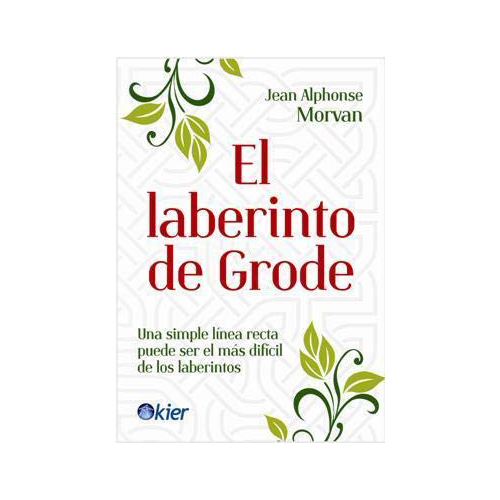 Jean Alphonse
Morvan
El
laberinto
de Grode
Una simple línea recta
puede ser el más difícil
de los laberintos
kier